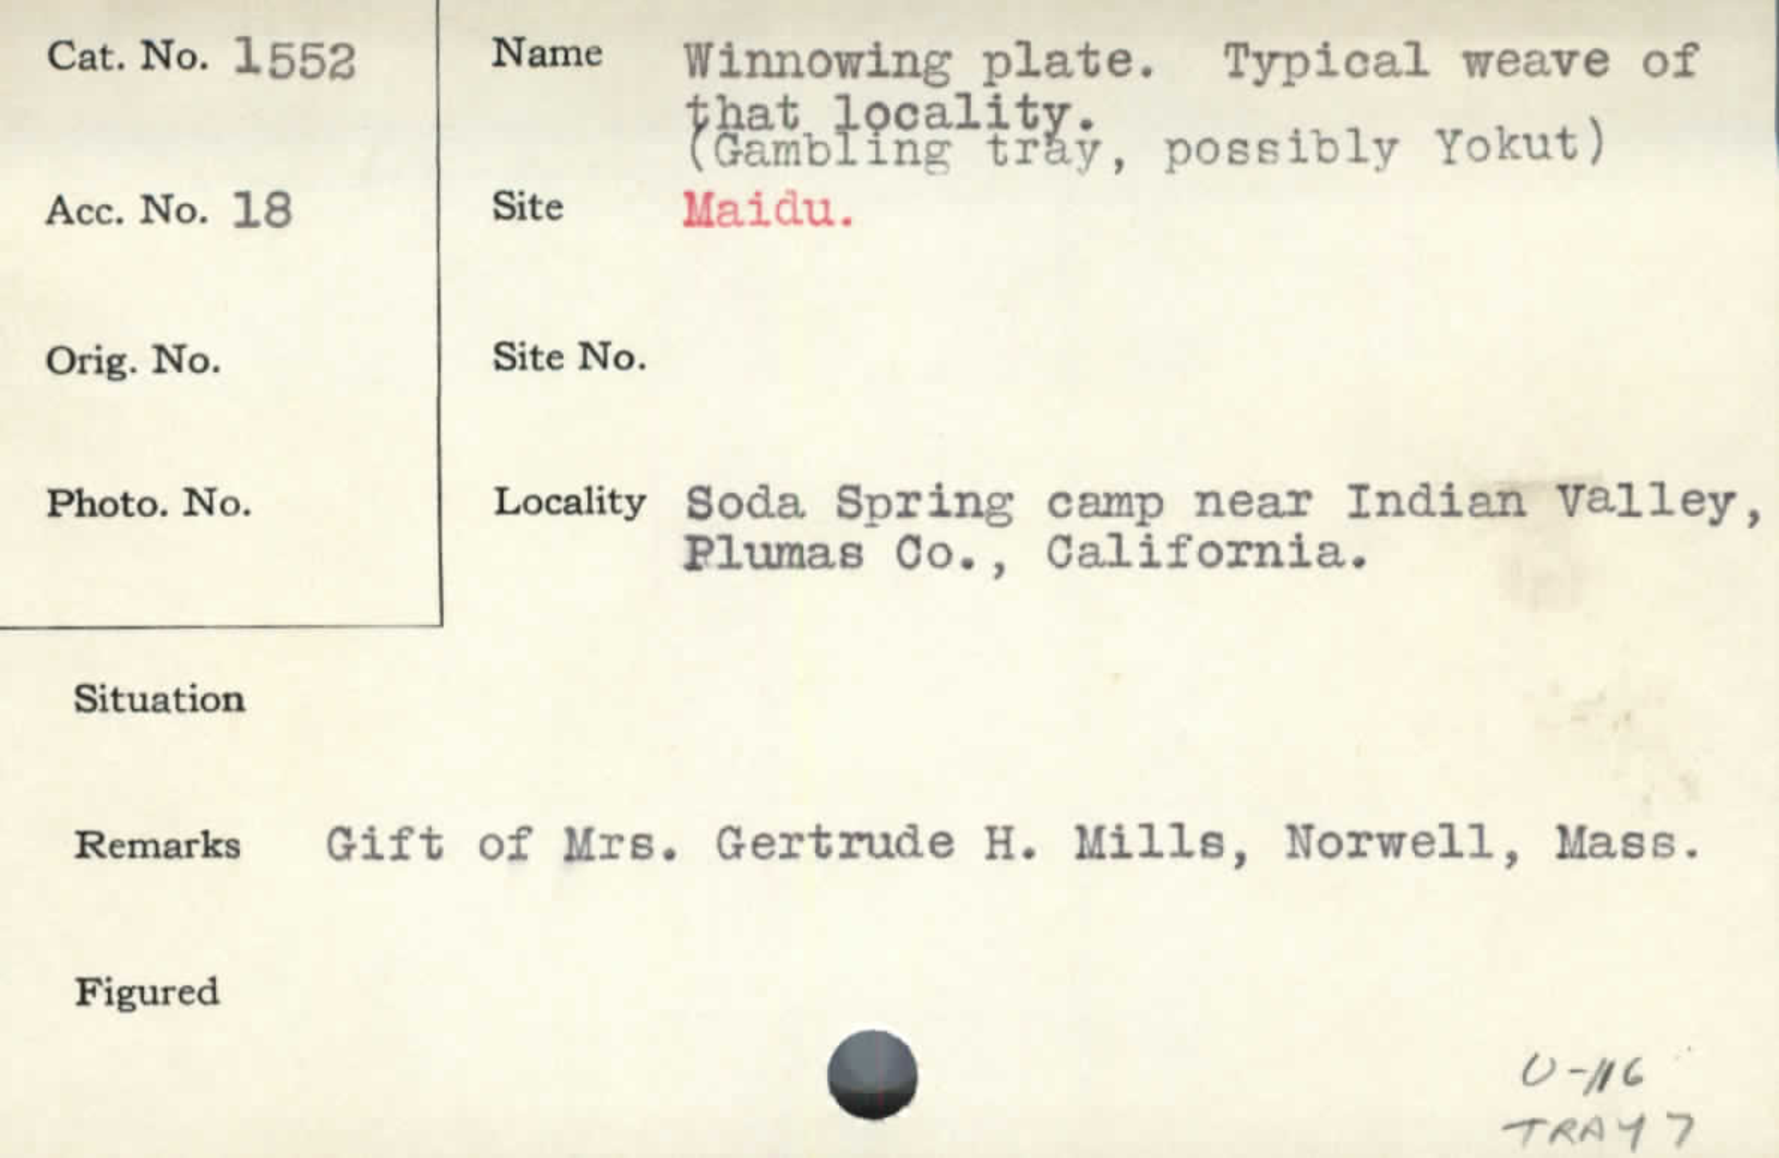 Cat. No. 1552
Name Winnowing plate. Typical weave of
that locality.
(Gambling tray, possibly Yokut)
Acc. No. 18
Site Maidu.
Orig. No.
Site No.
Photo. No.
Locality Soda Spring camp near Indian Valley,
Plumas Co., California.
Situation
Remarks Gift of Mrs. Gertrude H. Mills, Norwell, Mass.
Figured
U-116
TRAY 7